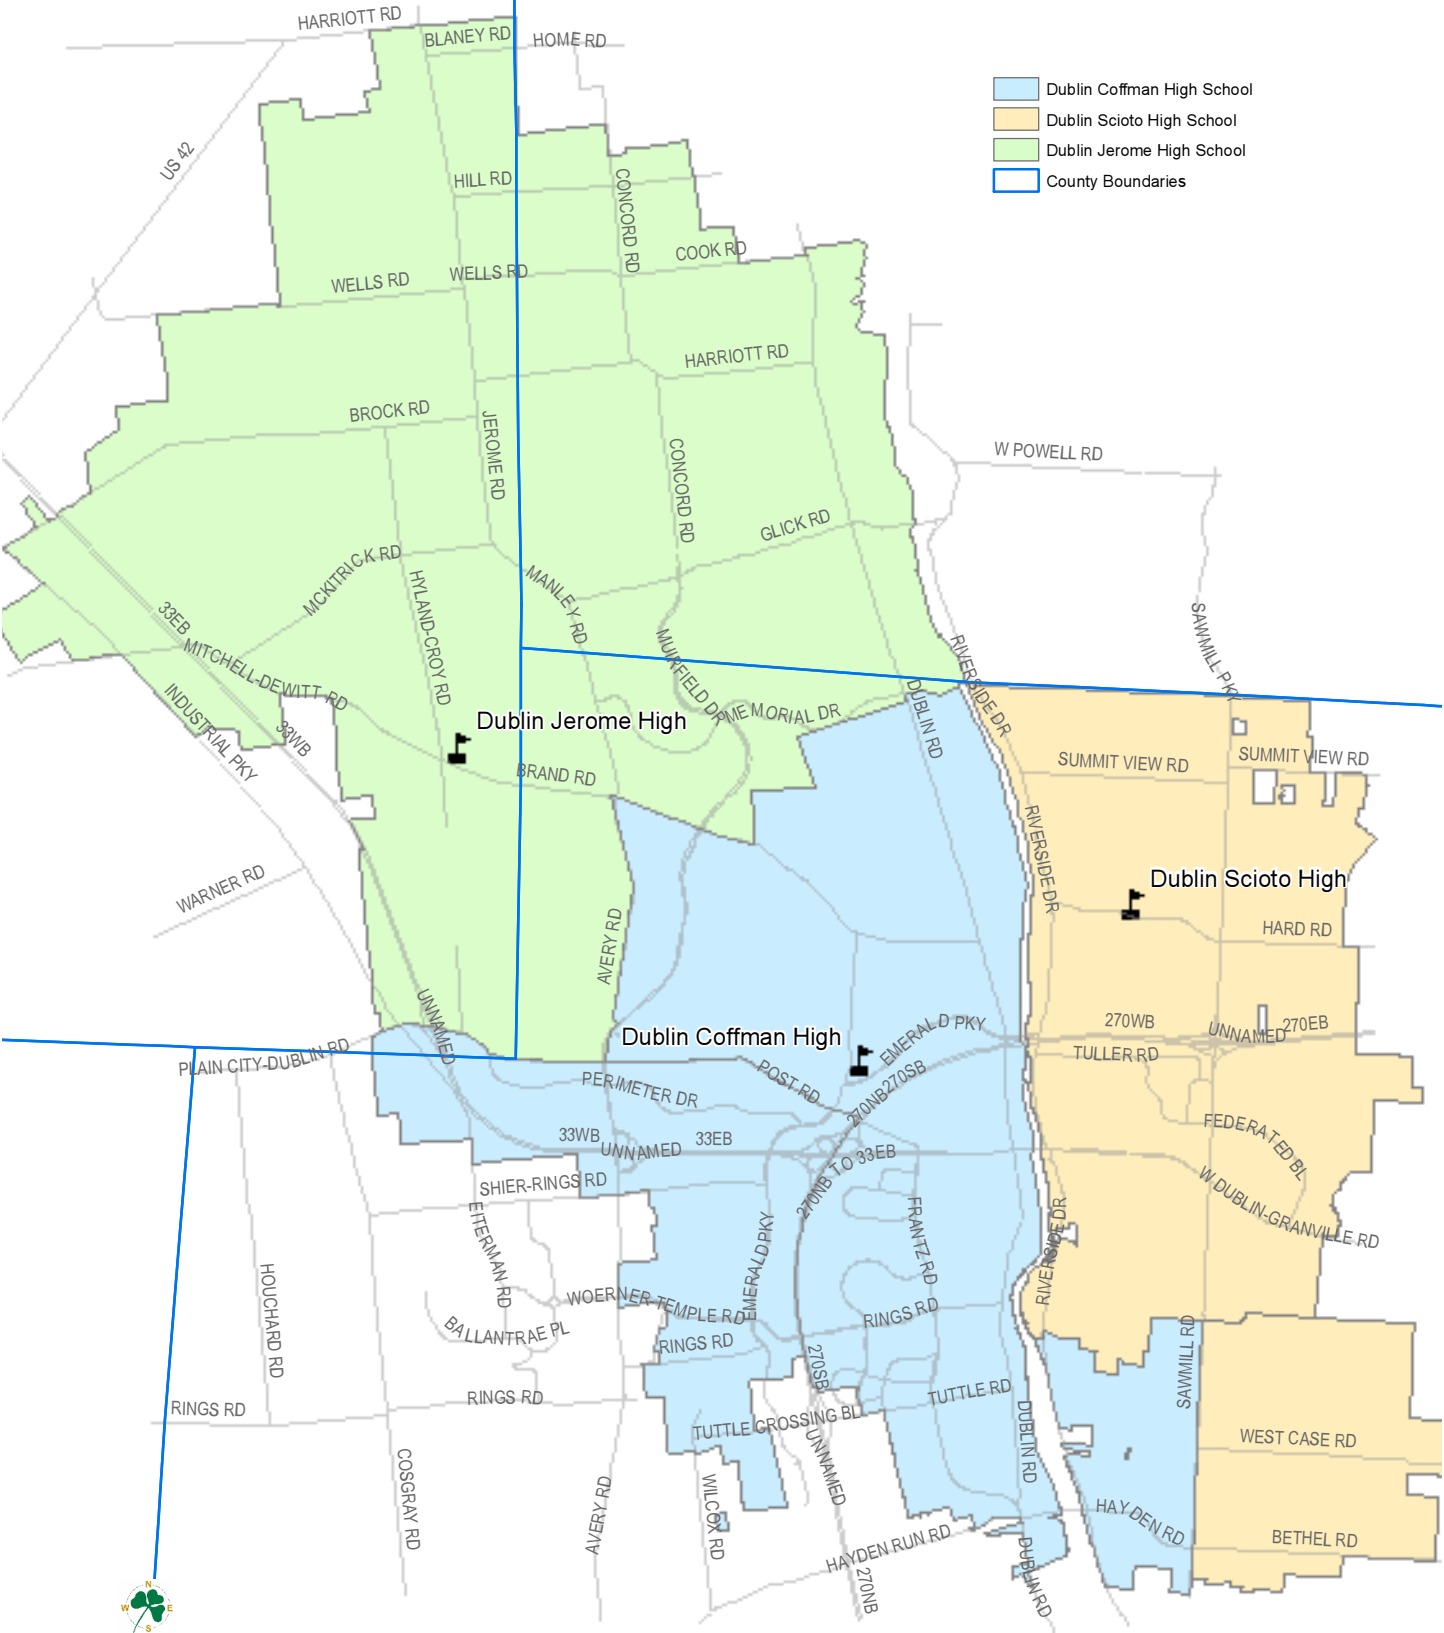 HARRIOTT RD
BLANEY RD
HOME RD
Dublin Coffman High School
Dublin Scioto High School
Dublin Jerome High School
County Boundaries
US 42
HILL RD
CONCORD RD
COOK RD
WELLS RD
WELLS RD
HARRIOTT RD
BROCK RD
JEROME RD
CONCORD RD
W POWELL RD
GLICK RD
MCKITRICK RD
HYLAND-CROY RD
MANLEY RD
33EB
MITCHELL-DEWITT RD
MUIRFIELD DR
RIVERSIDE DR
SAWMILL PKY
INDUSTRIAL PKY
33WB
MEMORIAL DR
DUBLIN RD
Dublin Jerome High
BRAND RD
SUMMIT VIEW RD
SUMMIT VIEW RD
RIVERSIDE DR
WARNER RD
Dublin Scioto High
AVERY RD
HARD RD
UNNAMED
Dublin Coffman High
EMERALD PKY
270WB
UNNAMED
270EB
PLAIN CITY-DUBLIN RD
TULLER RD
PERIMETER DR
POST RD
270NB
270SB
33WB
UNNAMED
33EB
270NB TO 33EB
FEDERATED BL
SHIER-RINGS RD
W DUBLIN-GRANVILLE RD
EITERMAN RD
EMERALD PKY
FRANTZ RD
RIVERSIDE DR
HOUCHARD RD
WOERNER-TEMPLE RD
BALLANTRAE PL
RINGS RD
RINGS RD
SAWMILL RD
270SB
RINGS RD
RINGS RD
TUTTLE RD
TUTTLE CROSSING BL
UNNAMED
DUBLIN RD
WEST CASE RD
COSGRAY RD
AVERY RD
WILCOX RD
HAYDEN RUN RD
HAYDEN RD
BETHEL RD
270NB
DUBLIN RD
N
W E
S